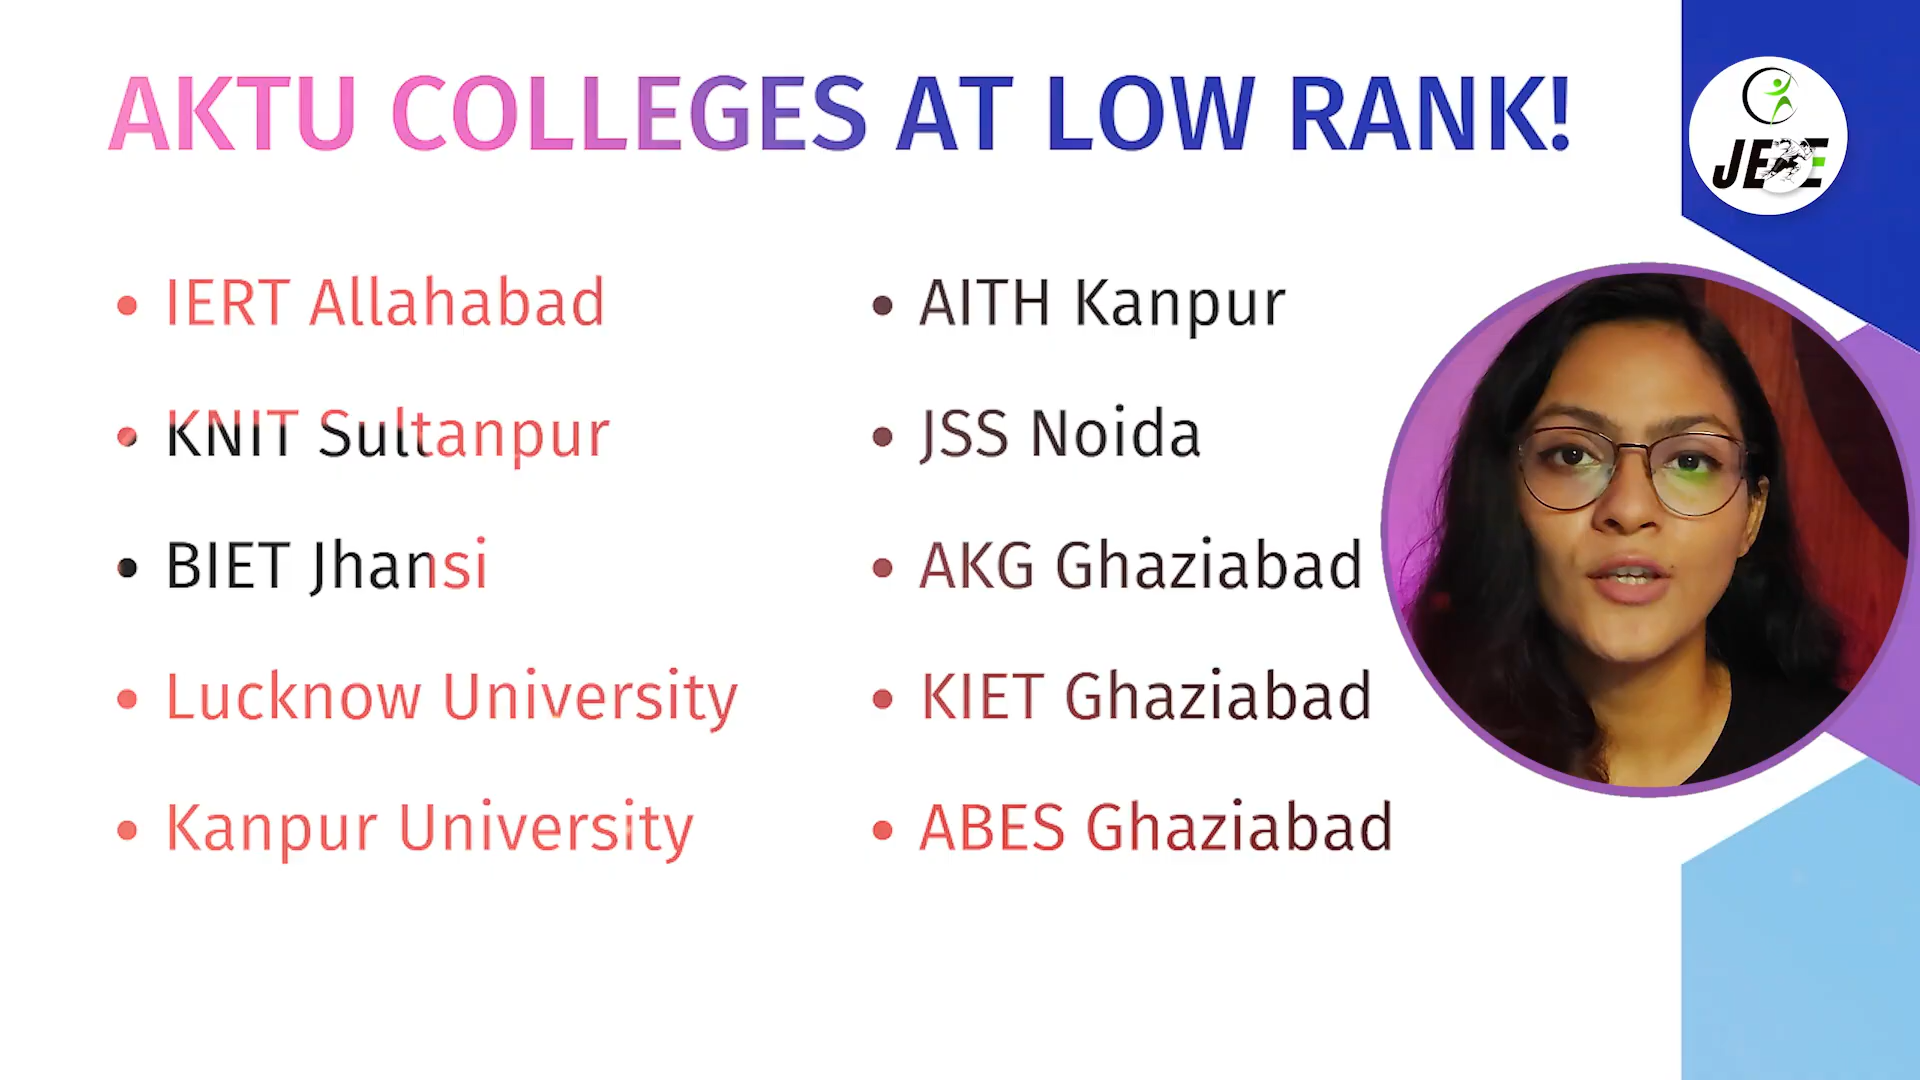 AKTU COLLEGES AT LOW RANK!
IERT Allahabad
KNIT Sultanpur
BIET Jhansi
Lucknow University
Kanpur University
AITH Kanpur
JSS Noida
AKG Ghaziabad
KIET Ghaziabad
ABES Ghaziabad